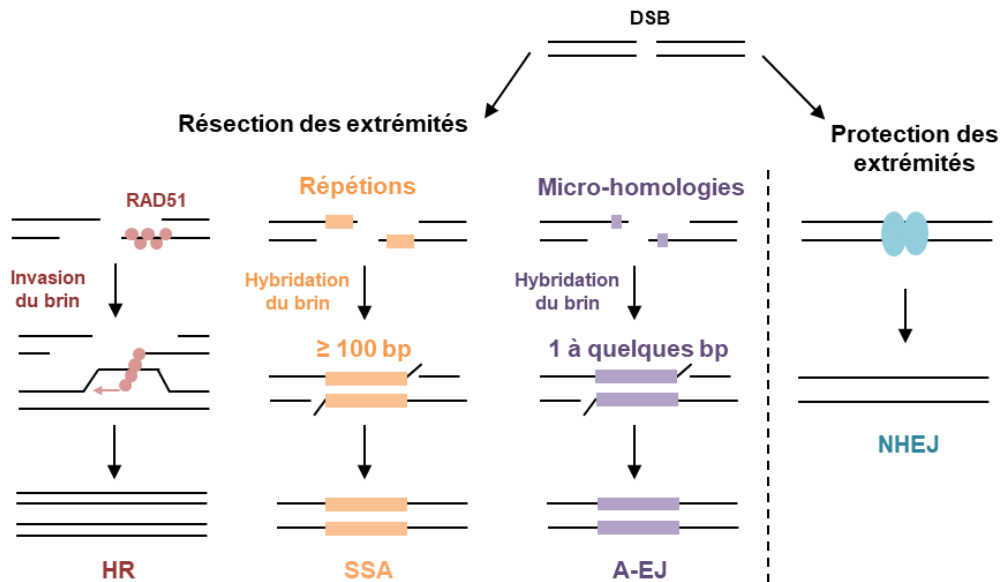 DSB
Résection des extrémités
Protection des
extrémités
RAD51
Répétions
Micro-homologies
Invasion
du brin
Hybridation
du brin
Hybridation
du brin
≥ 100 bp
1 à quelques bp
NHEJ
HR
SSA
A-EJ